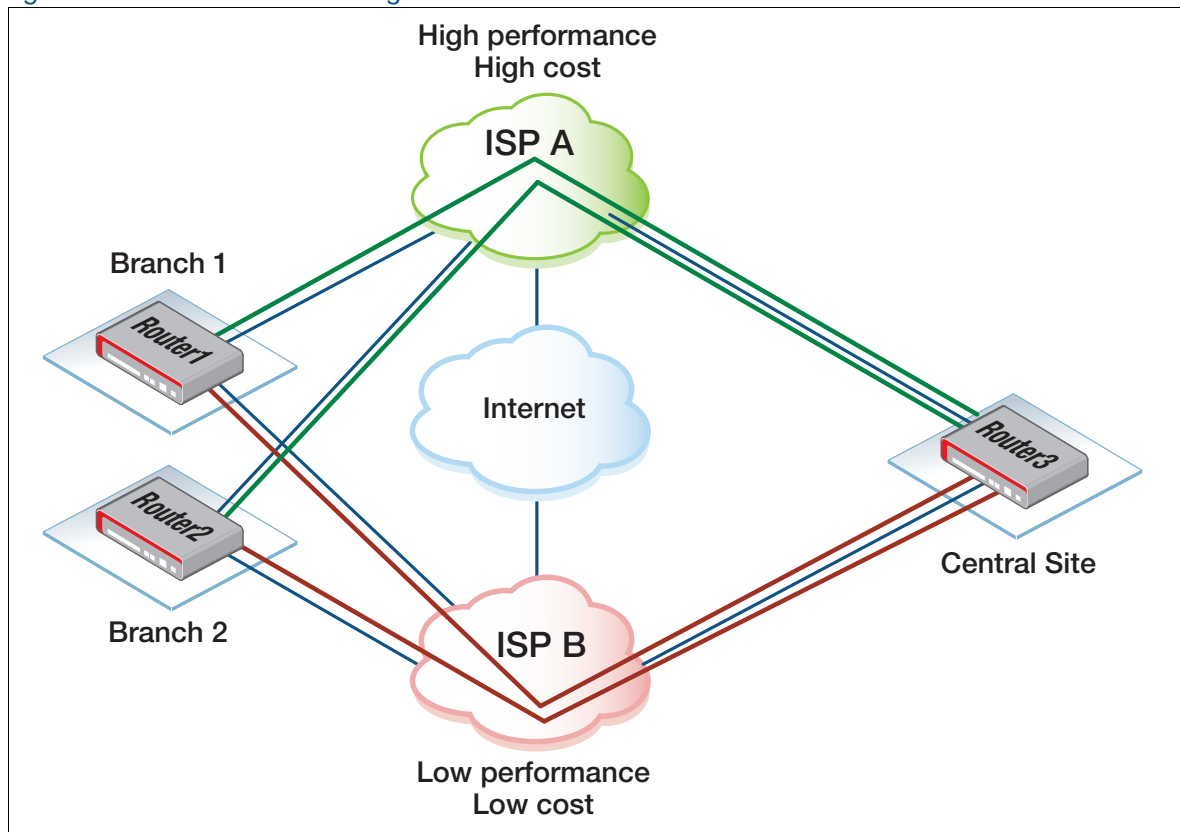 High performance
High cost
ISP A
Branch 1
Router1
Internet
Router3
Router2
Central Site
Branch 2
ISP B
Low performance
Low cost